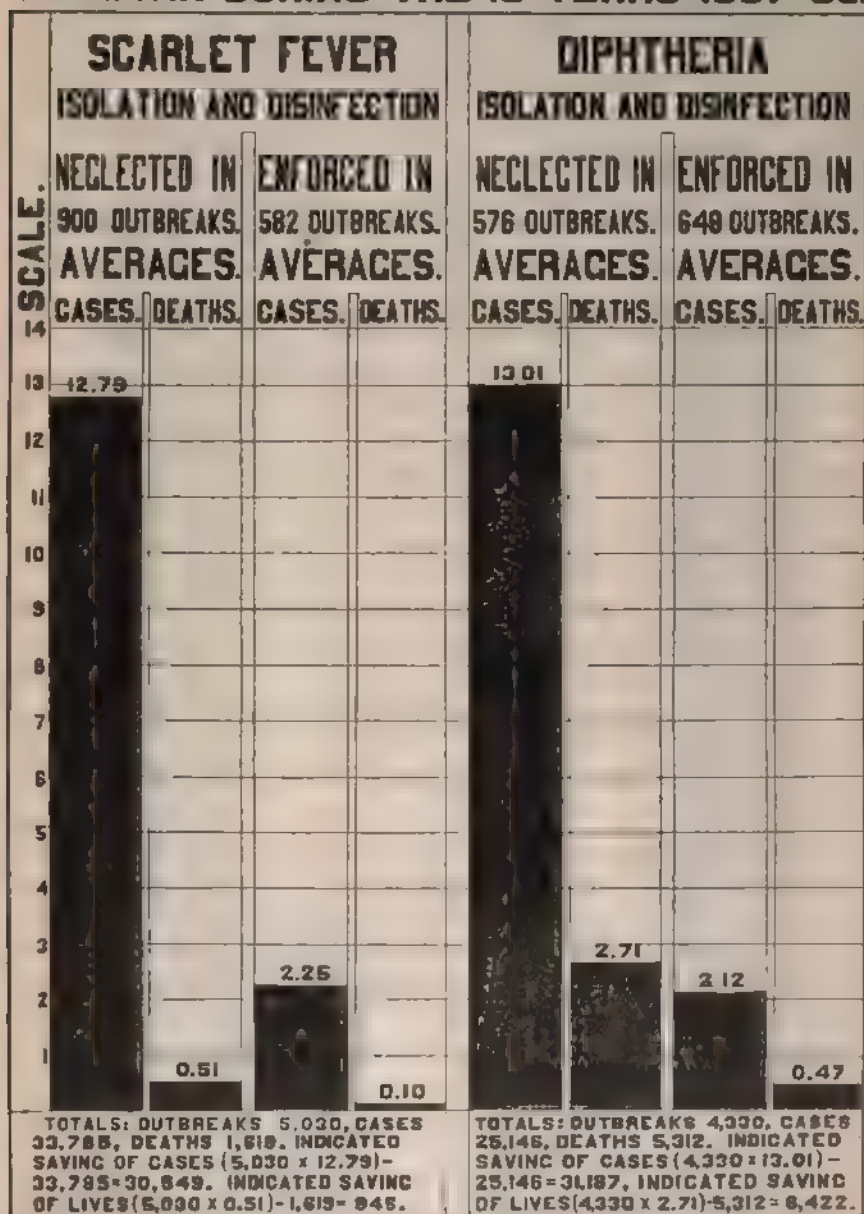 DURING THE YEARS
SCARLET FEVER
ISOLATION AND DISINFECTION
NEGLECTED IN
900 OUTBREAKS.
AVERAGES.
CASES. DEATHS.
ENFORCED IN
582 OUTBREAKS.
AVERAGES.
CASES. DEATHS.
DIPHTHERIA
ISOLATION AND DISINFECTION
NEGLECTED IN
576 OUTBREAKS.
AVERAGES.
CASES. DEATHS.
ENFORCED IN
OUTBREAKS.
AVERAGES.
CASES. DEATHS.
SCALE.
14
13
12
11
10
9
8
7
6
5
4
3
2
1
12.79
0.51
2.25
0.10
13.01
2.71
2.12
0.47
TOTALS: OUTBREAKS 5,030, CASES
33,785, DEATHS 1,619. INDICATED
SAVING OF CASES (5,030 x 12.79)-
33,785=30,549. INDICATED SAVING
OF LIVES (5,030 x 0.51)-1,619= 946.
TOTALS: OUTBREAKS 4,330, CASES
25,146, DEATHS 5,312. INDICATED
SAVING OF CASES (4,330 x 13.01)-
25,146=31,187, INDICATED SAVING
OF LIVES (4,330 x 2.71)-5,312= 6,422.